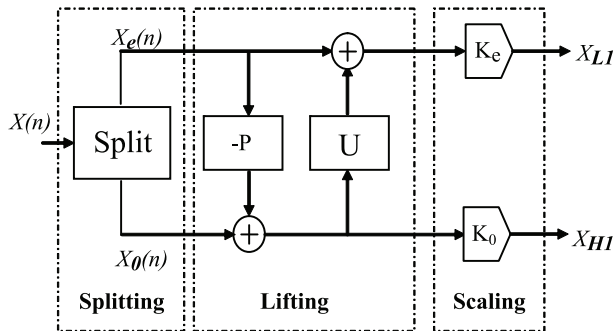 Xe(n)
Ke
XL1
X(n)
Split
-P
U
K0
XH1
X0(n)
Splitting
Lifting
Scaling